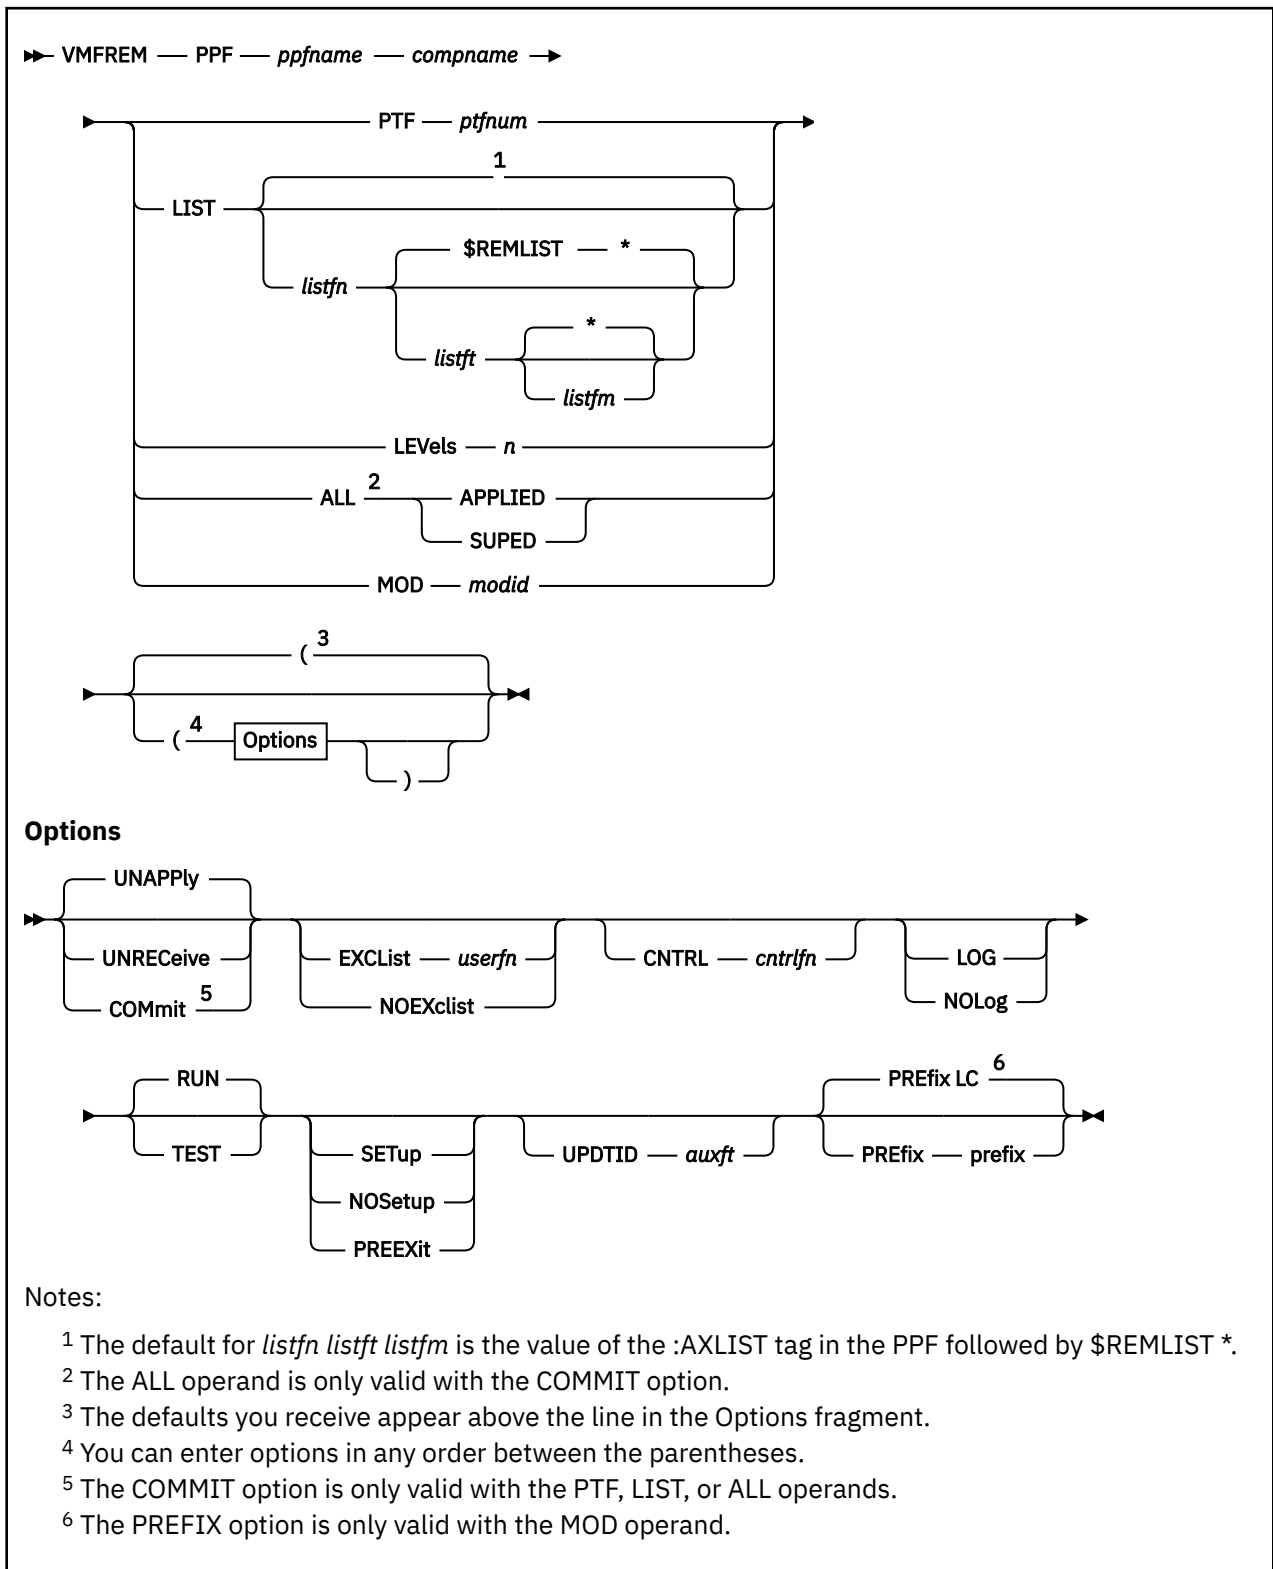 VMFREM PPF ppfname compname
PTF ptfnum
1
LIST
$REMLIST *
listfn
*
listft
listfm
LEVels n
ALL 2 APPLIED
SUPED
MOD modid
( 3
( 4 Options
)
Options
UNAPPly
UNRECeive EXCList userfn CNTRL cntrlfn LOG
COMmit 5 NOEXclist NOLog
RUN PREfix LC 6
TEST SETup UPDTID auxft PREfix prefix
NOSetup
PREEXit
Notes:
1 The default for listfn listft listfm is the value of the :AXLIST tag in the PPF followed by $REMLIST *.
2 The ALL operand is only valid with the COMMIT option.
3 The defaults you receive appear above the line in the Options fragment.
4 You can enter options in any order between the parentheses.
5 The COMMIT option is only valid with the PTF, LIST, or ALL operands.
6 The PREFIX option is only valid with the MOD operand.